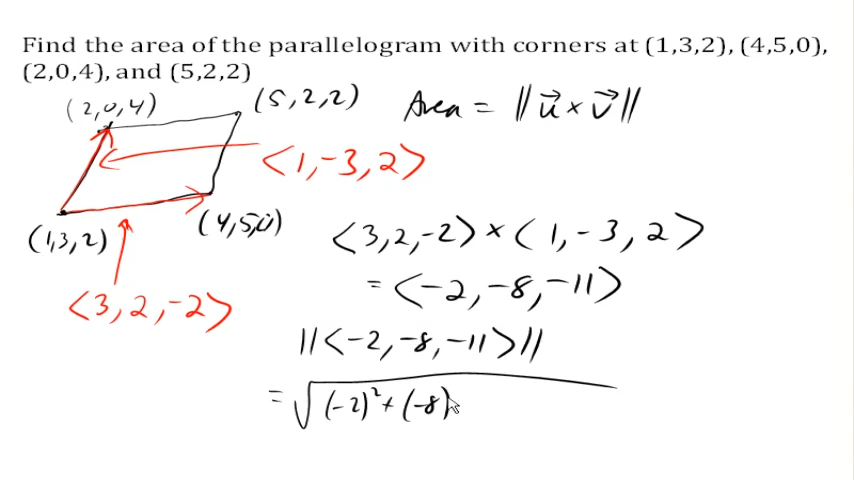 Find the area of the parallelogram with corners at (1,3,2), (4,5,0),
(2,0,4), and (5,2,2)
(2,0,4)
(5,2,2)
Area = ||u⃗ × v⃗||
<1,-3,2>
(1,3,2)
(4,5,0)
<3,2,-2> × <1,-3,2>
= <-2,-8,-11>
<3,2,-2>
||<-2,-8,-11>||
= √(-2)² + (-8)